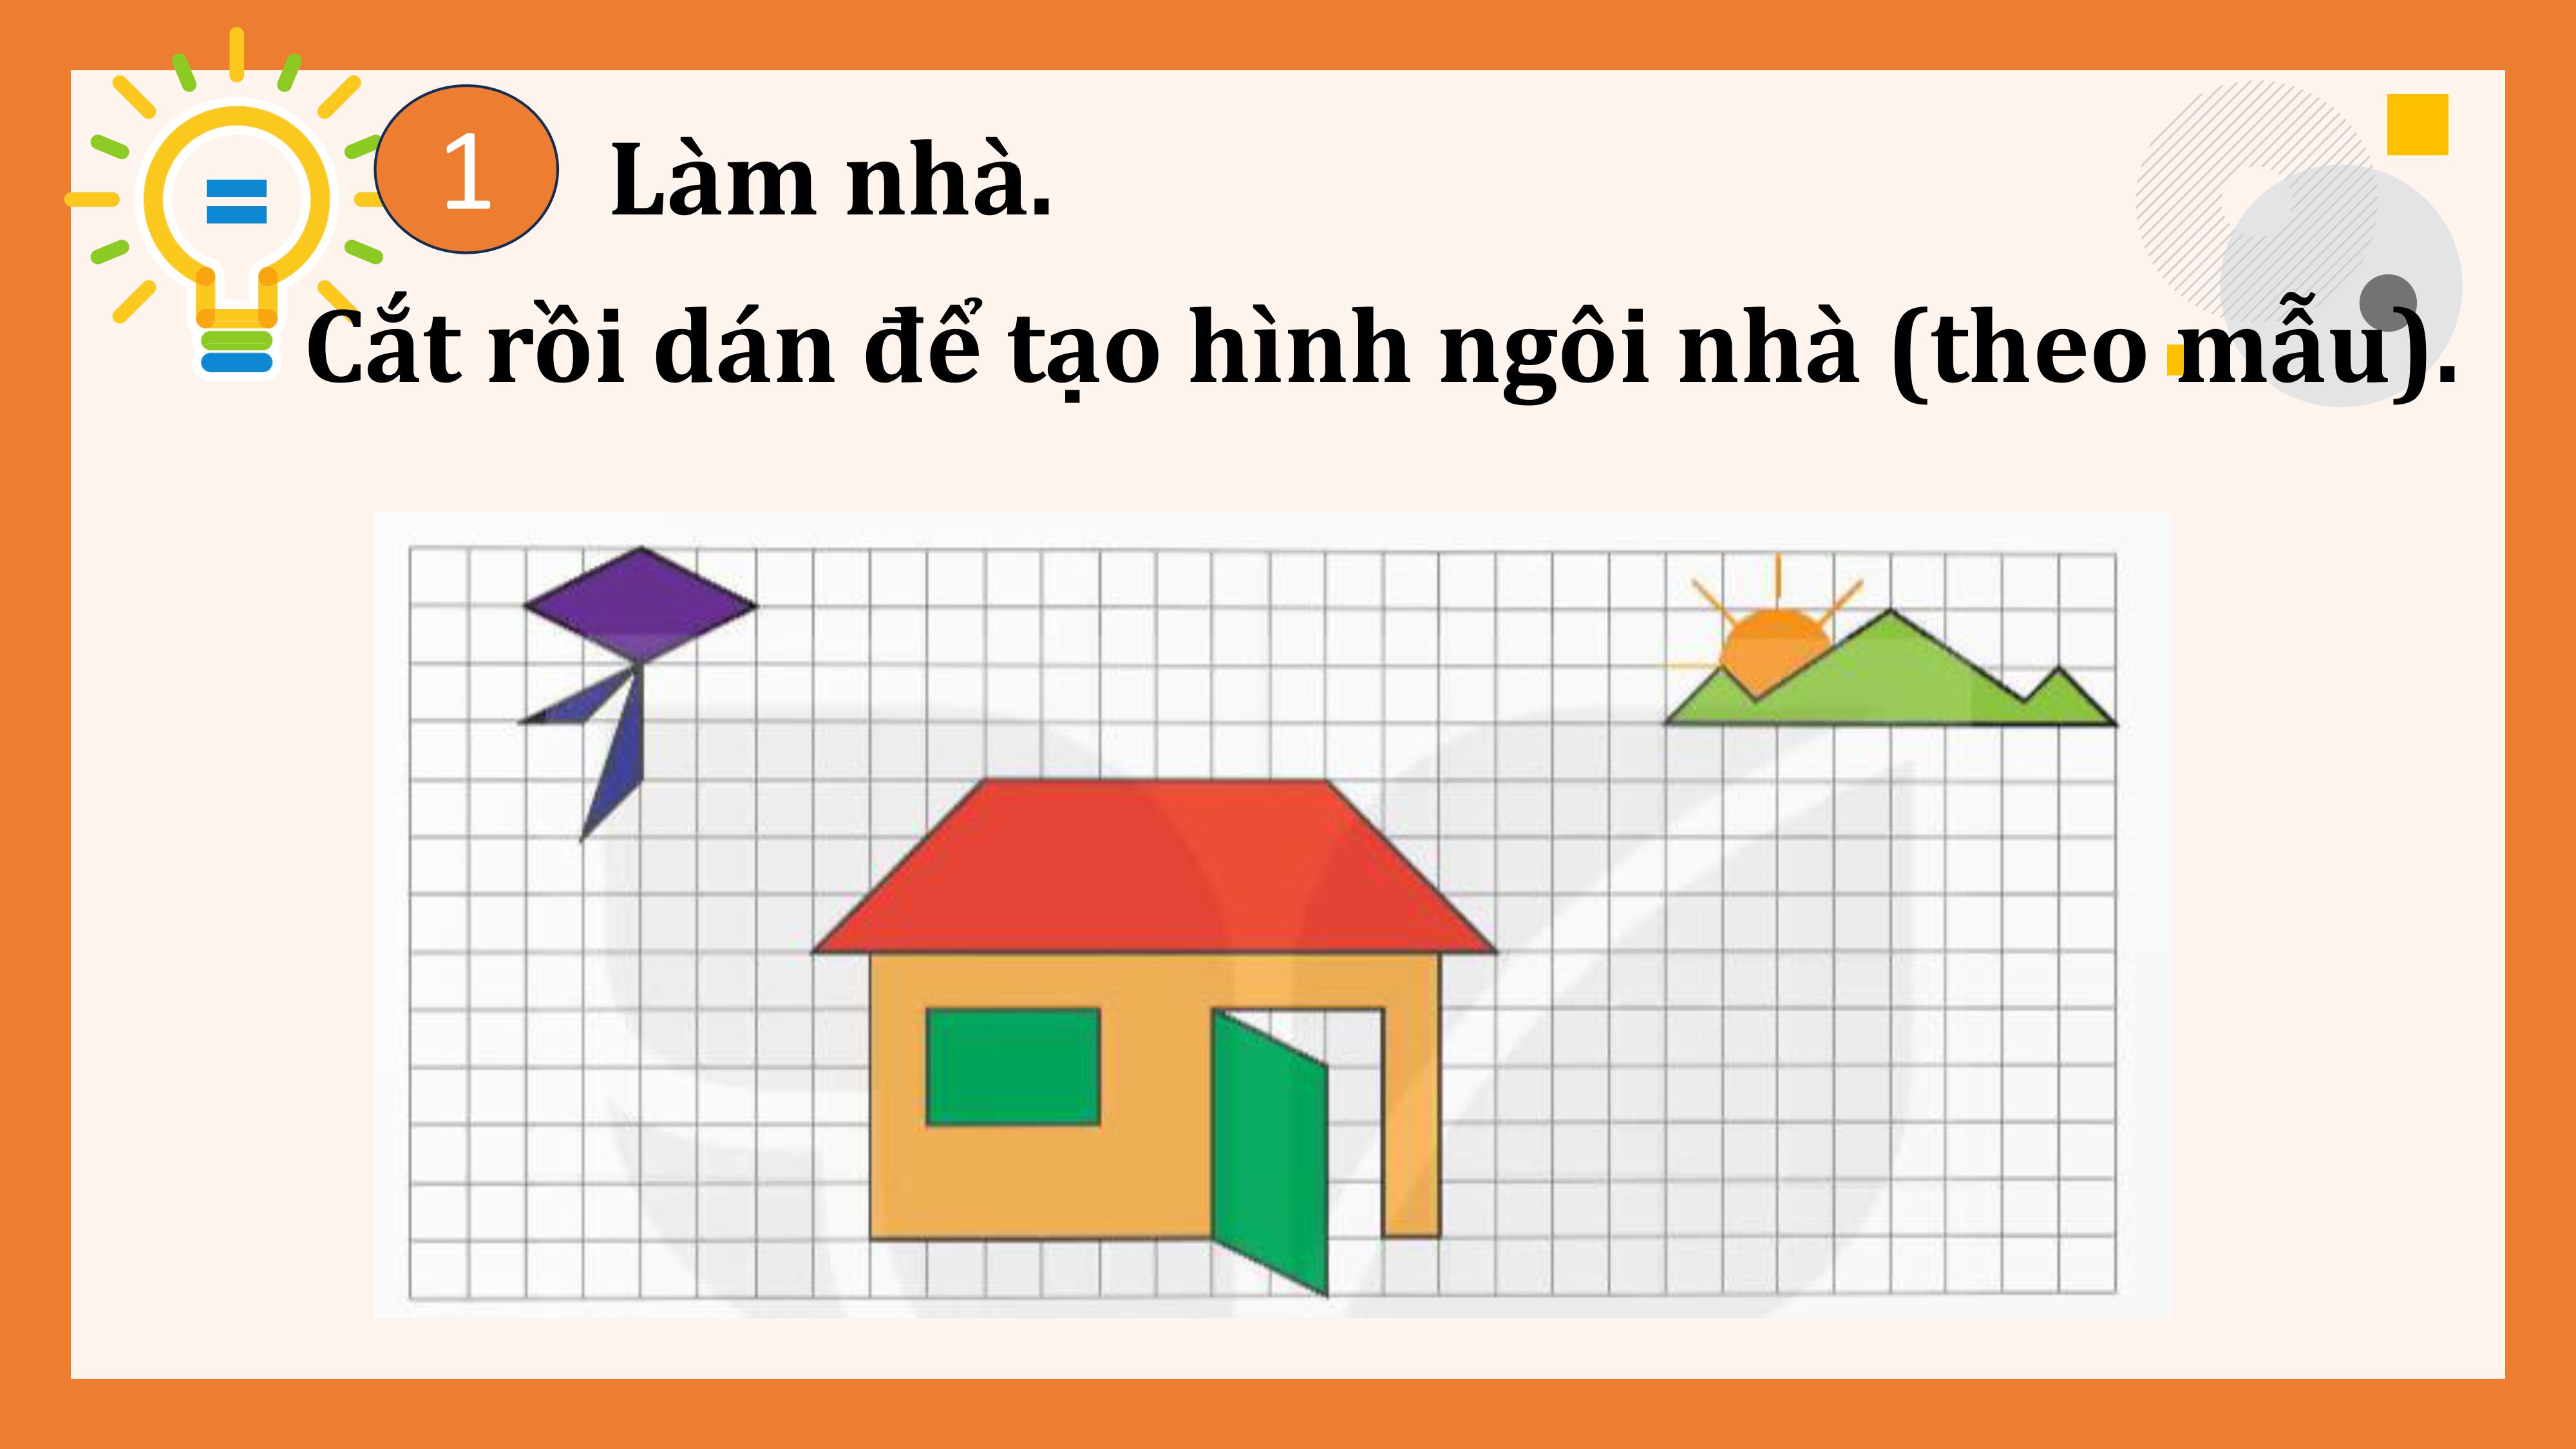 1
Làm nhà.
Cắt rồi dán để tạo hình ngôi nhà (theo mẫu).